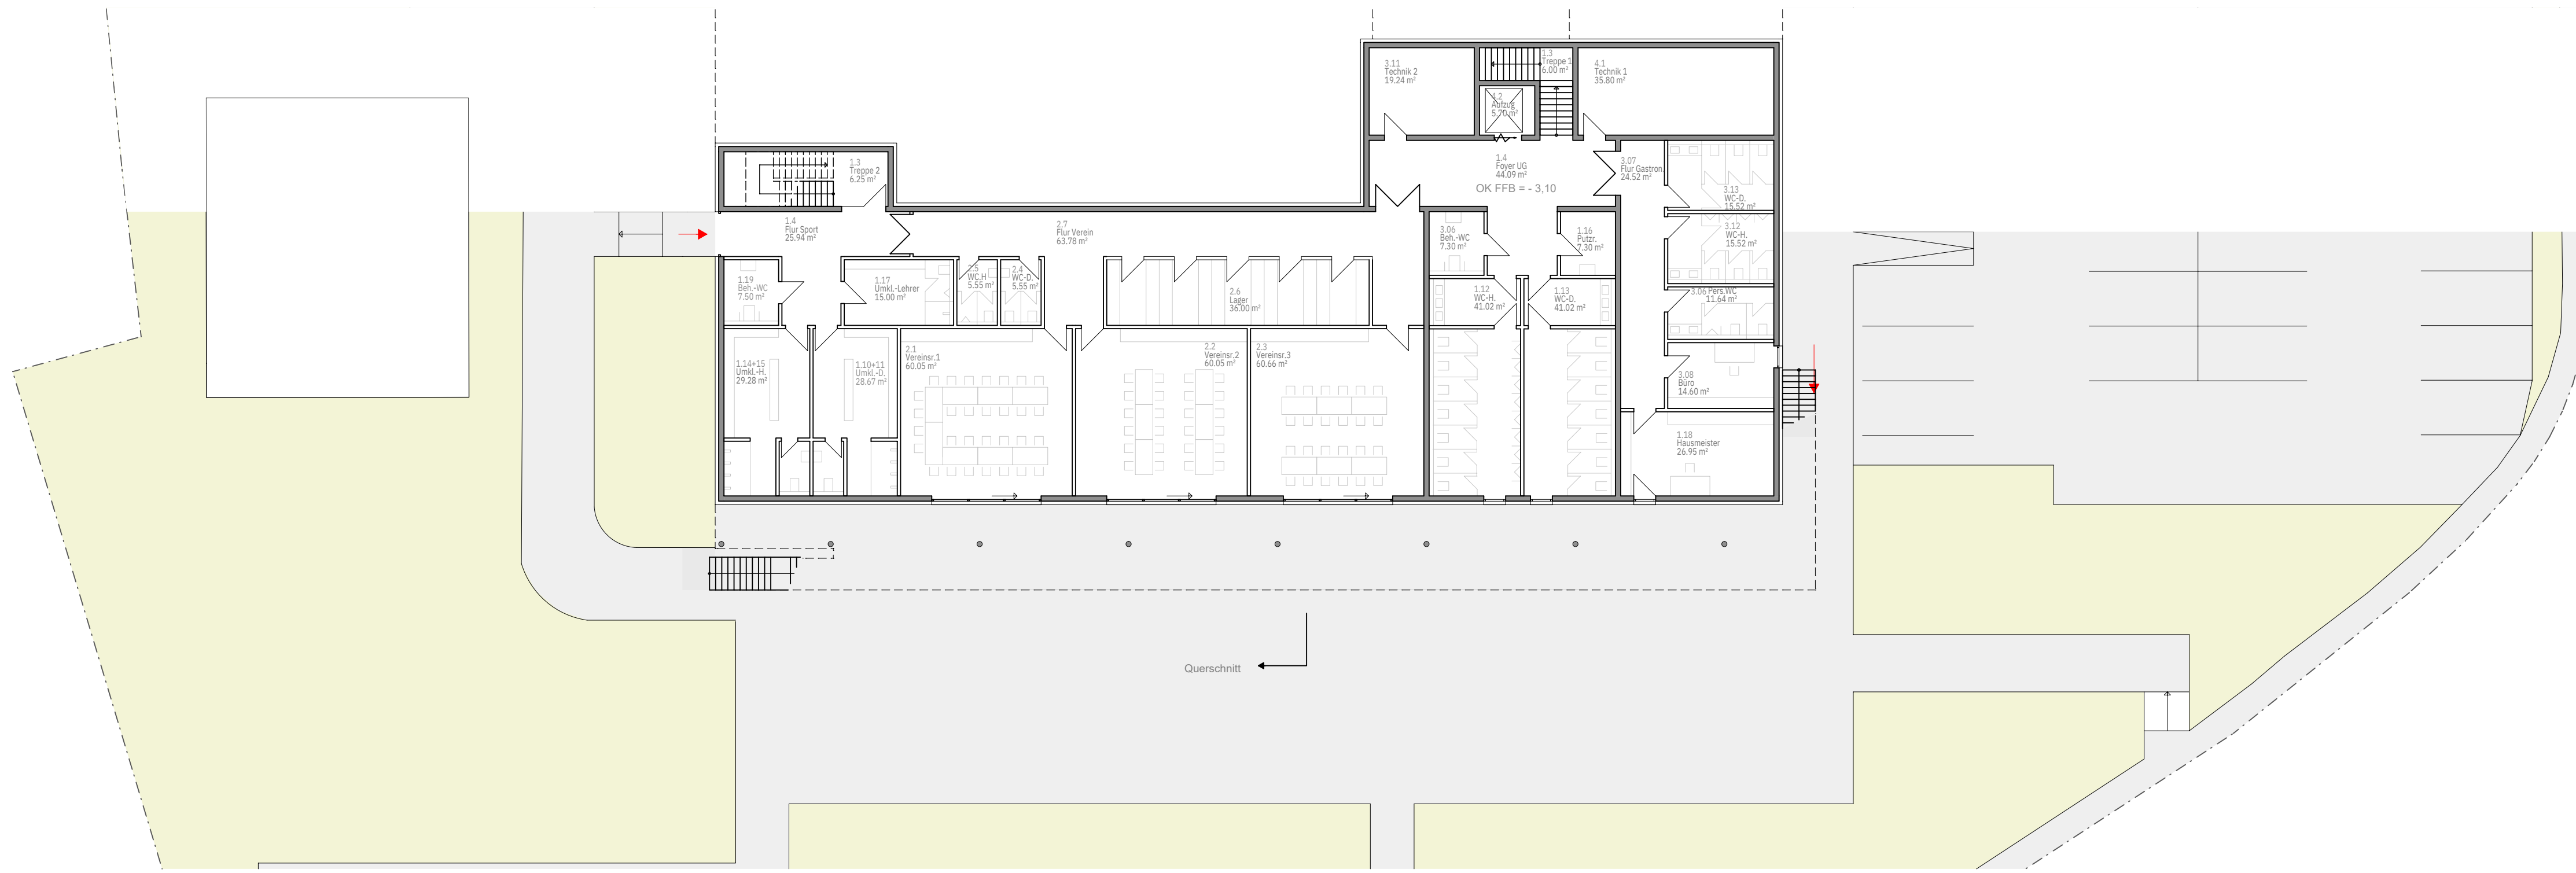 3.11
Technik 2
19.24 m²
1.3
Treppe 1
6.00 m²
4.1
Technik 1
35.80 m²
4.2
Aufzug
5.70 m²
1.3
Treppe 2
6.25 m²
1.4
Foyer UG
44.09 m²
OK FFB = - 3,10
3.07
Flur Gastron.
24.52 m²
3.13
WC-D.
15.52 m²
1.4
Flur Sport
25.94 m²
2.7
Flur Verein
63.78 m²
3.06
Beh.-WC
7.30 m²
1.16
Putzr.
7.30 m²
3.12
WC-H.
15.52 m²
1.19
Beh.-WC
7.50 m²
1.17
Umkl.-Lehrer
15.00 m²
2.5
WC.H
5.55 m²
2.4
WC-D.
5.55 m²
2.6
Lager
36.00 m²
1.12
WC-H.
41.02 m²
1.13
WC-D.
41.02 m²
3.06 Pers.WC
11.64 m²
1.14+15
Umkl.-H.
29.28 m²
1.10+11
Umkl.-D.
28.67 m²
2.1
Vereinsr.1
60.05 m²
2.2
Vereinsr.2
60.05 m²
2.3
Vereinsr.3
60.66 m²
3.08
Büro
14.60 m²
1.18
Hausmeister
26.95 m²
Querschnitt